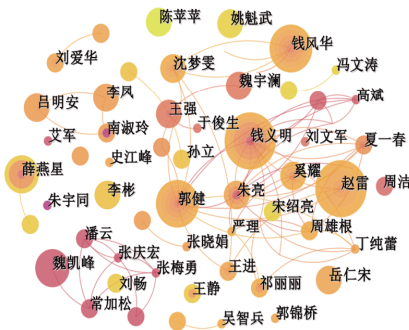 陈苹苹
姚魁武
刘爱华
沈梦雯
钱风华
冯文涛
李凤
魏宇澜
高斌
吕明安
王强
于俊生
艾军
南淑玲
钱义明
刘文军
夏一春
史江峰
孙立
薛燕星
奚耀
周洁
朱宇同
李彬
郭健
朱亮
赵雷
宋绍亮
潘云
严理
周雄根
张晓娟
丁纯蕾
张庆宏
魏凯峰
张梅勇
王进
刘畅
祁丽丽
岳仁宋
王静
常加松
吴智兵
郭锦桥